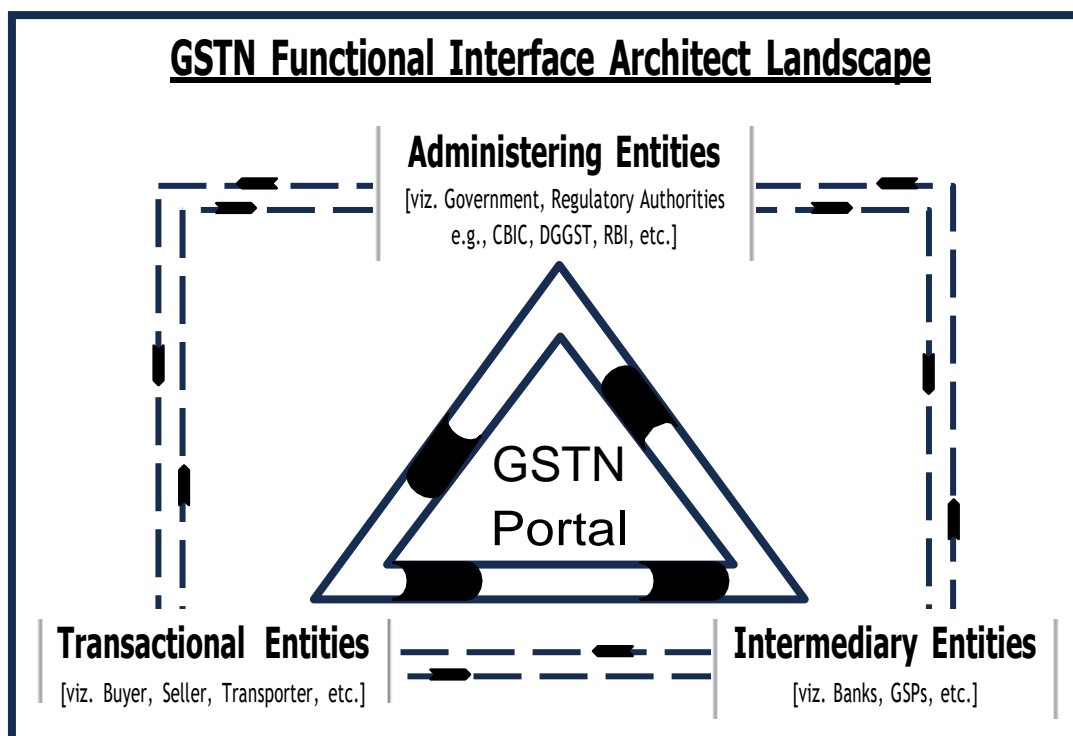 GSTN Functional Interface Architect Landscape
Administering Entities
[viz. Government, Regulatory Authorities
e.g., CBIC, DGGST, RBI, etc.]
GSTN
Portal
Transactional Entities
[viz. Buyer, Seller, Transporter, etc.]
Intermediary Entities
[viz. Banks, GSPs, etc.]